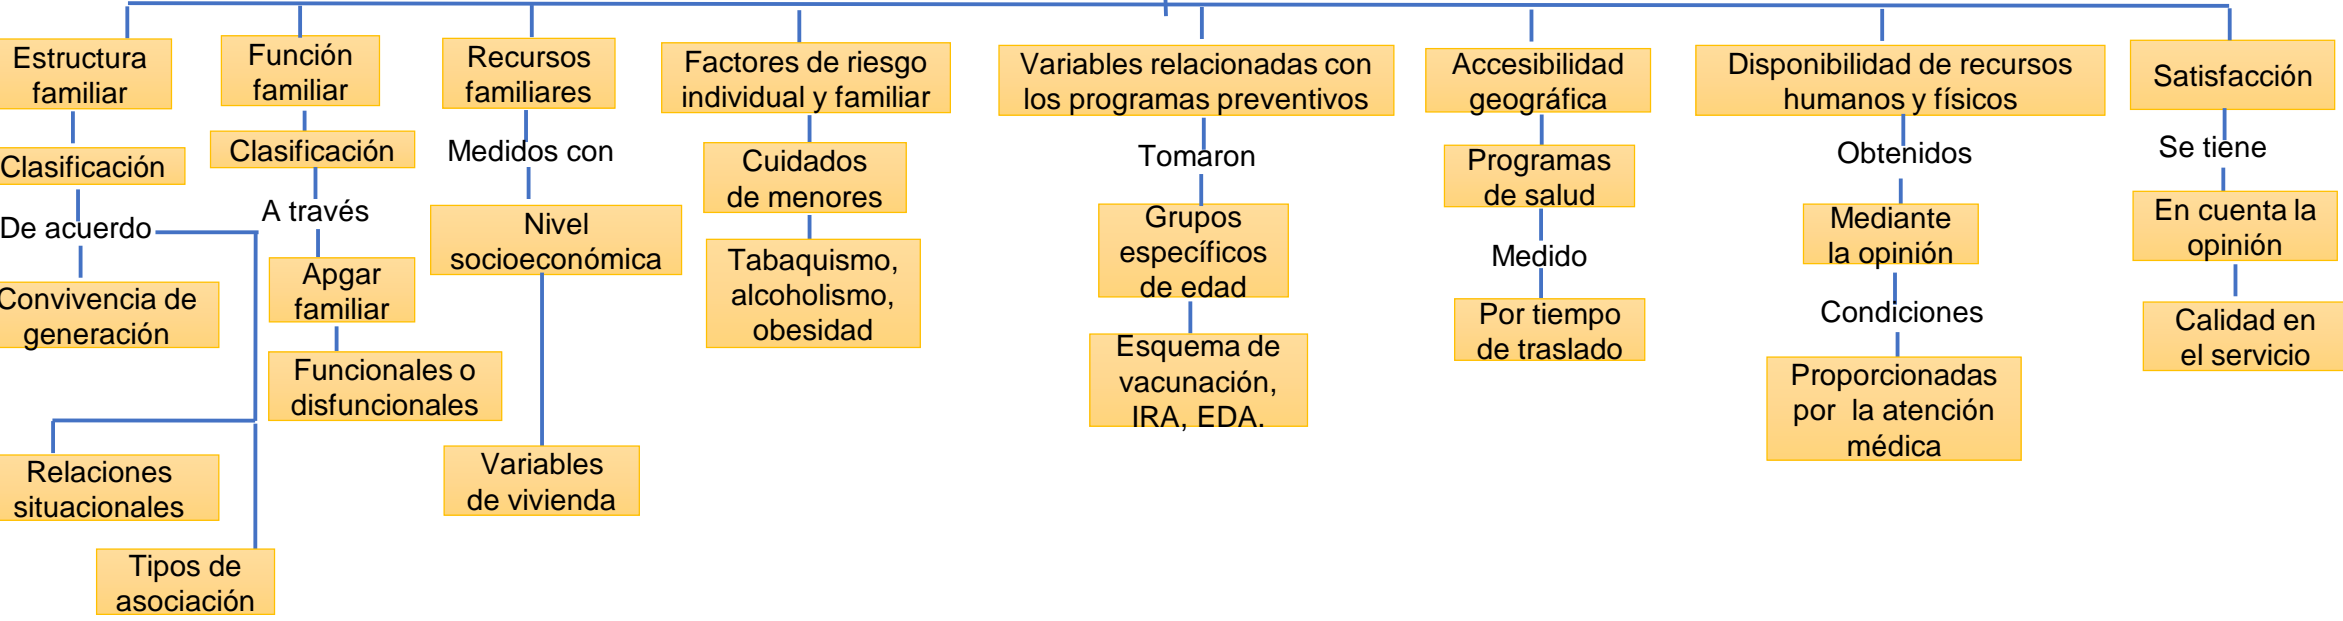 Estructura
familiar
Clasificación
De acuerdo
Convivencia de
generación
Relaciones
situacionales
Tipos de
asociación
Función
familiar
Clasificación
A través
Apgar
familiar
Funcionales o
disfuncionales
Recursos
familiares
Medidos con
Nivel
socioeconómica
Variables
de vivienda
Factores de riesgo
individual y familiar
Cuidados
de menores
Tabaquismo,
alcoholismo,
obesidad
Variables relacionadas con
los programas preventivos
Tomaron
Grupos
específicos
de edad
Esquema de
vacunación,
IRA, EDA.
Accesibilidad
geográfica
Programas
de salud
Medido
Por tiempo
de traslado
Disponibilidad de recursos
humanos y físicos
Obtenidos
Mediante
la opinión
Condiciones
Proporcionadas
por la atención
médica
Satisfacción
Se tiene
En cuenta la
opinión
Calidad en
el servicio